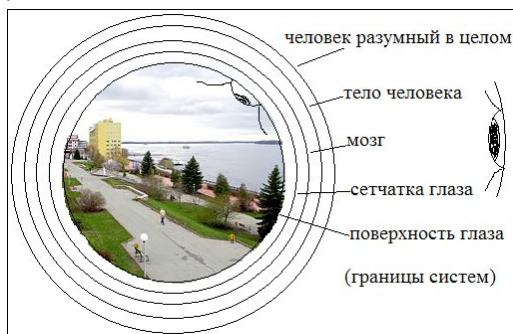 человек разумный в целом
тело человека
мозг
сетчатка глаза
поверхность глаза
(границы систем)